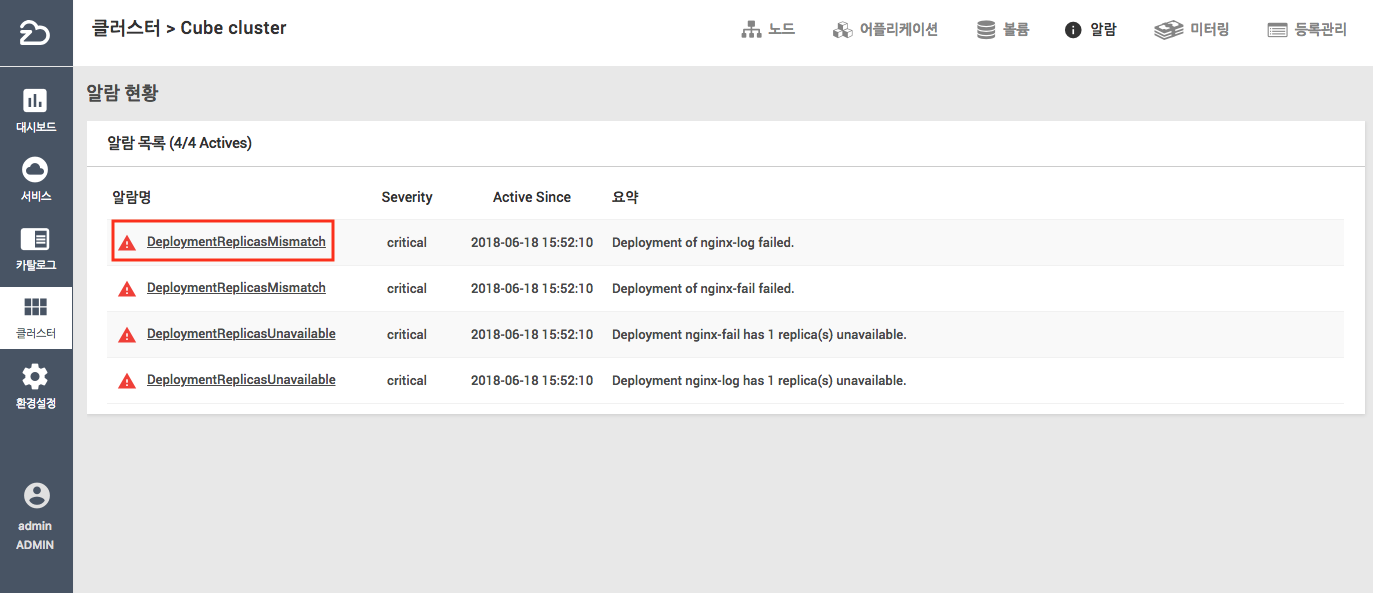 클러스터 > Cube cluster
노드
어플리케이션
볼륨
알람
미터링
등록관리
대시보드
서비스
카탈로그
클러스터
환경설정
admin
ADMIN
알람 현황
알람 목록 (4/4 Actives)
알람명 Severity Active Since 요약
DeploymentReplicasMismatch critical 2018-06-18 15:52:10 Deployment of nginx-log failed.
DeploymentReplicasMismatch critical 2018-06-18 15:52:10 Deployment of nginx-fail failed.
DeploymentReplicasUnavailable critical 2018-06-18 15:52:10 Deployment nginx-fail has 1 replica(s) unavailable.
DeploymentReplicasUnavailable critical 2018-06-18 15:52:10 Deployment nginx-log has 1 replica(s) unavailable.